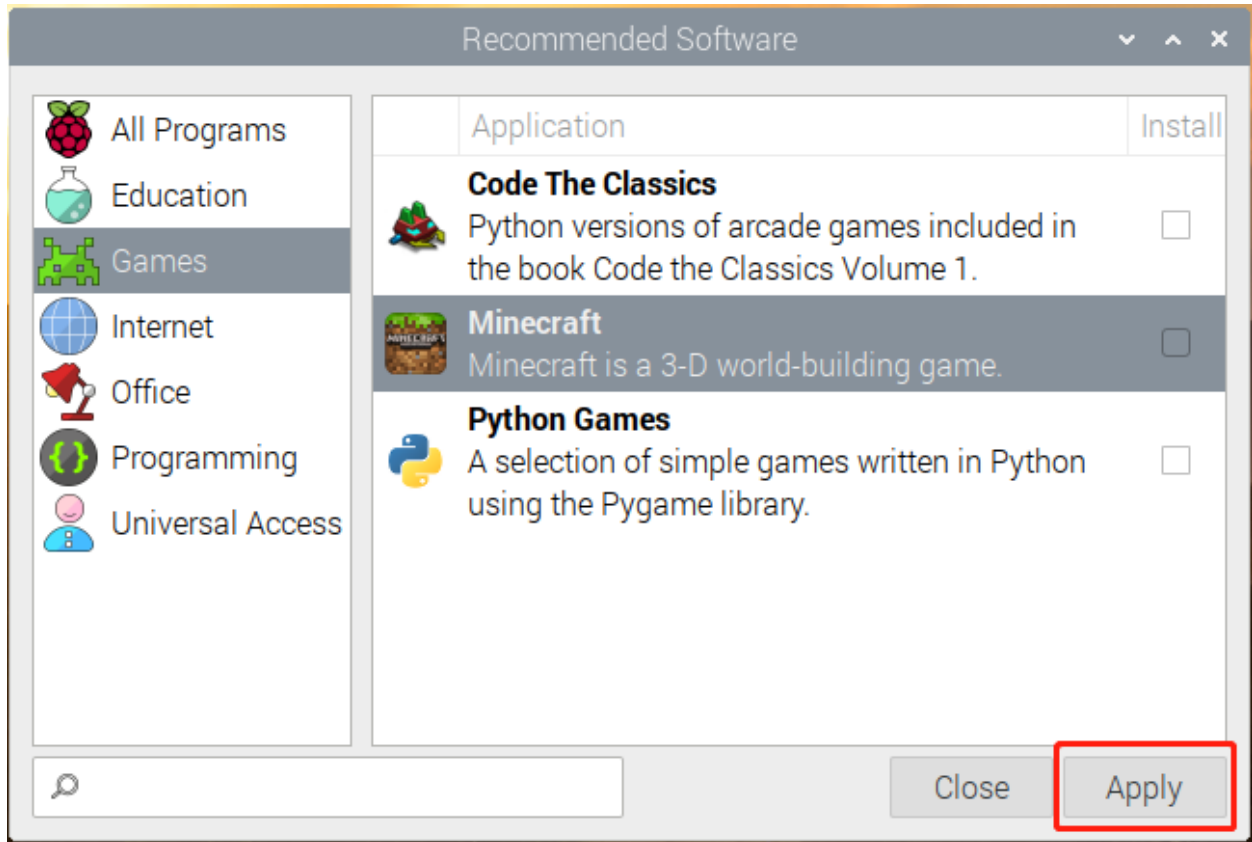 Recommended Software
All Programs
Education
Games
Internet
Office
Programming
Universal Access
Application
Install
Code The Classics
Python versions of arcade games included in
the book Code the Classics Volume 1.
MINECRAFT
Minecraft
Minecraft is a 3-D world-building game.
Python Games
A selection of simple games written in Python
using the Pygame library.
Close
Apply